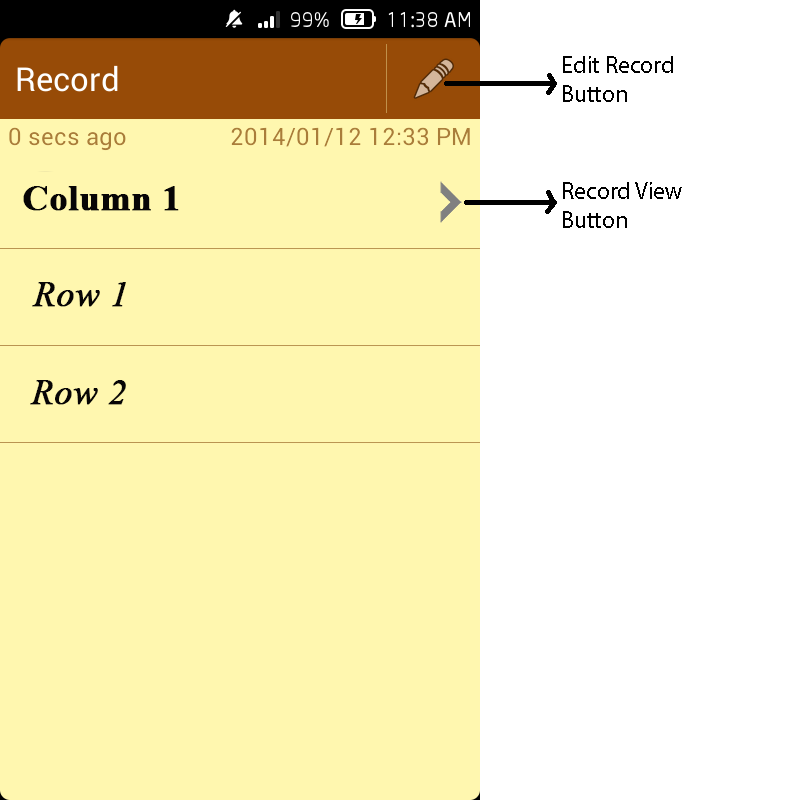 99% 11:38 AM
Record
Edit Record
Button
0 secs ago 2014/01/12 12:33 PM
Column 1
Record View
Button
Row 1
Row 2